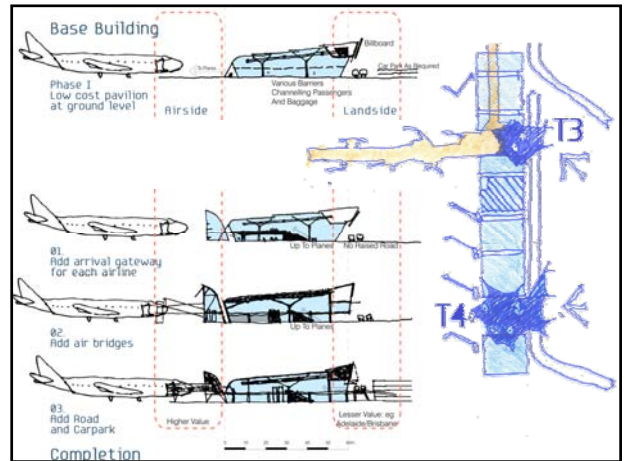 Base Building
Billboard
To Planes
Car Park As Required
Phase I
Low cost pavilion
at ground level
Airside
Various Barriers
Channelling Passengers
And Baggage
Landside
T3
01.
Add arrival gateway
for each airline
Up To Planes
No Raised Road
02.
Add air bridges
Up To Planes
T4
03.
Add Road
and Carpark
Higher Value
Lesser Value: eg
Adelaide/Brisbane
Completion